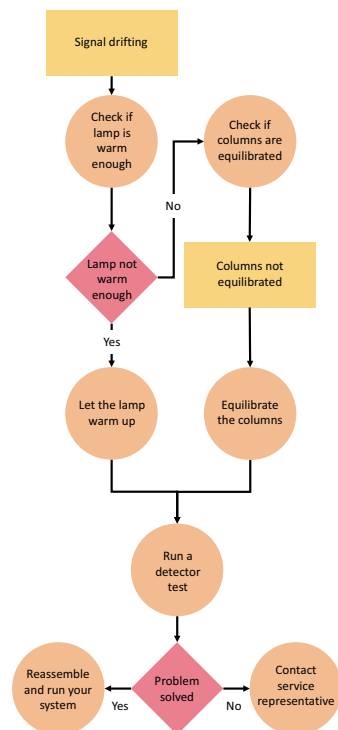 Signal drifting
Check if
lamp is
warm
enough
Check if
columns are
equilibrated
No
Lamp not
warm
enough
Columns not
equilibrated
Yes
Let the lamp
warm up
Equilibrate
the columns
Run a
detector
test
Reassemble
and run your
system
Yes
Problem
solved
No
Contact
service
representative